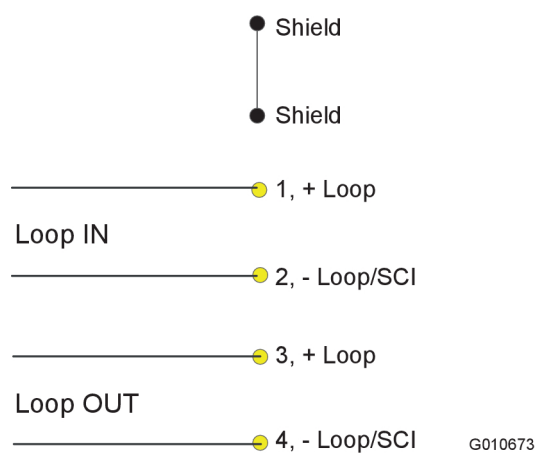 Shield
Shield
1, + Loop
Loop IN
2, - Loop/SCI
3, + Loop
Loop OUT
4, - Loop/SCI
G010673